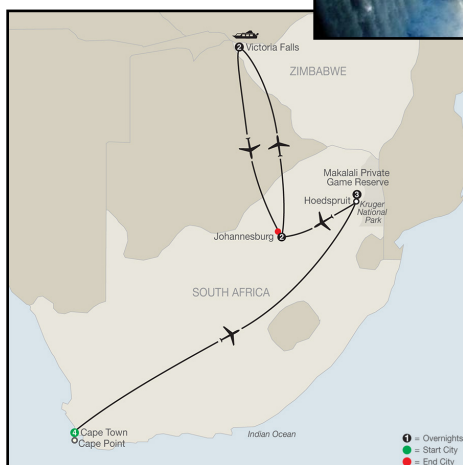 2 Victoria Falls
ZIMBABWE
Makalali Private
Game Reserve
3
Hoedspruit
Kruger
National
Park
Johannesburg 2
SOUTH AFRICA
4 Cape Town
Cape Point
Indian Ocean
1 = Overnights
= Start City
= End City